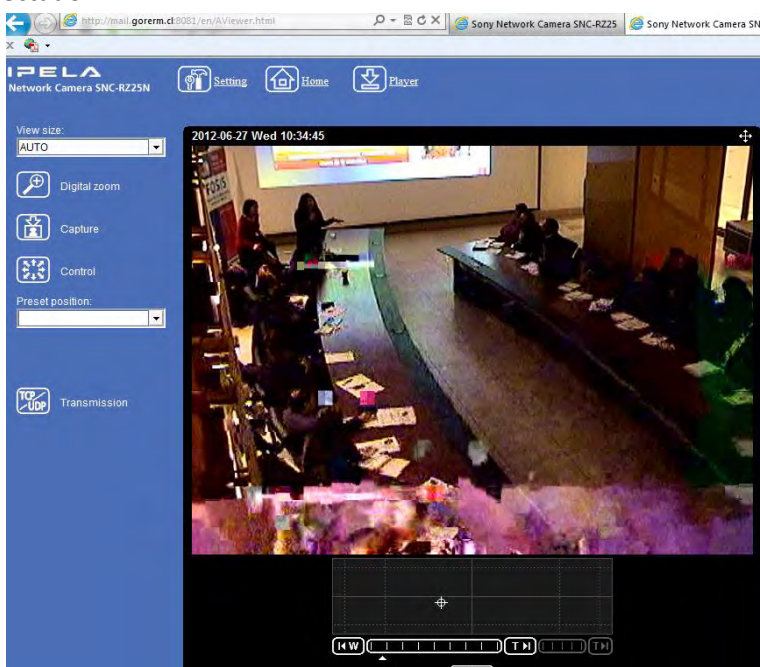 http://mail.gorerm.cl:8081/en/AViewer.html
Sony Network Camera SNC-RZ25
Sony Network Camera SN
x
IPELA
Network Camera SNC-RZ25N
Setting
Home
Player
View size:
AUTO
2012-06-27 Wed 10:34:45
FOSIS
Digital zoom
Capture
Control
Preset position:
TCP/UDP
Transmission
W
T
T